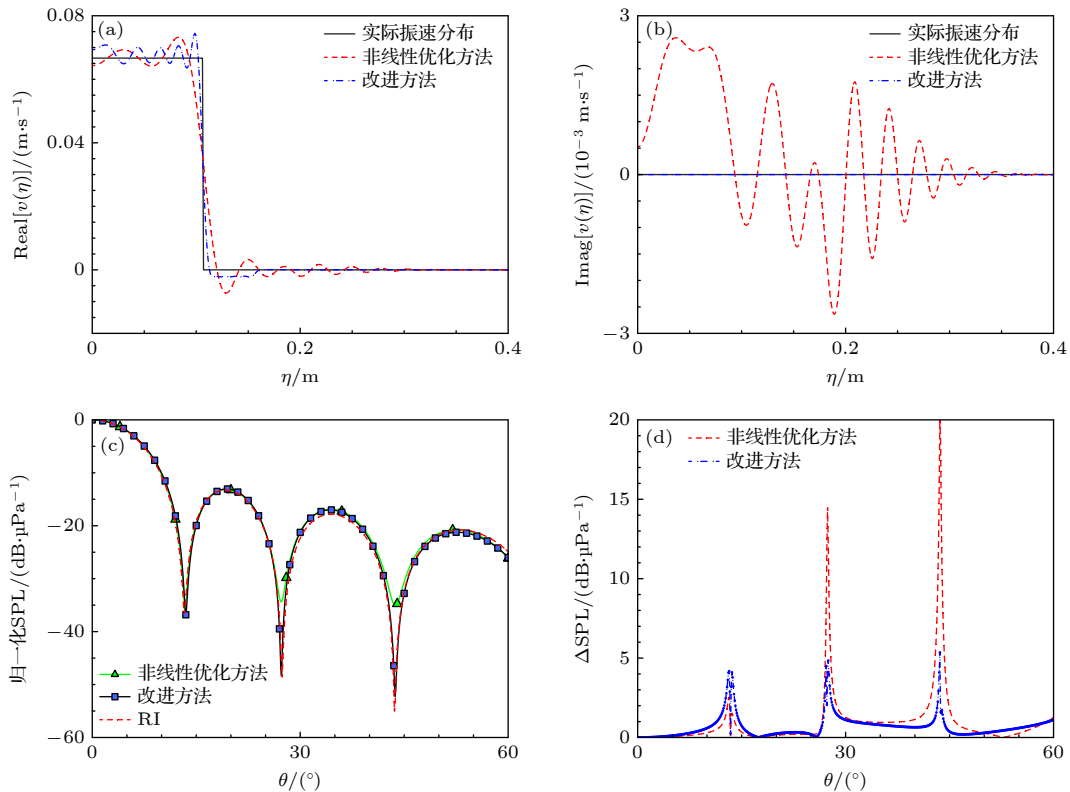 0.08
(a)
实际振速分布
非线性优化方法
改进方法
0.04
0
Real[v(η)]/(m·s⁻¹)
0
0.2
0.4
η/m
3
(b)
实际振速分布
非线性优化方法
改进方法
0
−3
Imag[v(η)]/(10⁻³ m·s⁻¹)
0
0.2
0.4
η/m
0
(c)
−20
−40
−60
归一化SPL/(dB·μPa⁻¹)
非线性优化方法
改进方法
RI
0
30
60
θ/(°)
20
(d)
非线性优化方法
改进方法
15
10
5
0
ΔSPL/(dB·μPa⁻¹)
0
30
60
θ/(°)